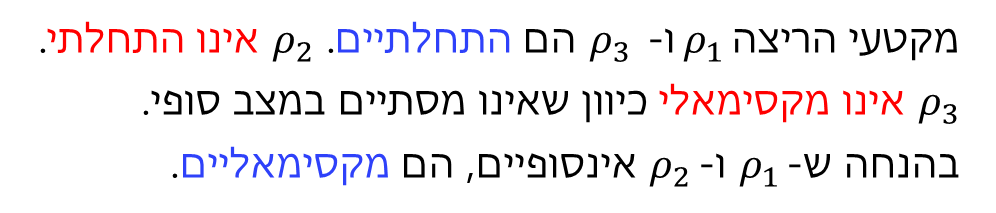 מקטעי הריצה ρ₁ ו- ρ₃ הם התחלתיים. ρ₂ אינו התחלתי.
ρ₃ אינו מקסימאלי כיוון שאינו מסתיים במצב סופי.
בהנחה ש- ρ₁ ו- ρ₂ אינסופיים, הם מקסימאליים.